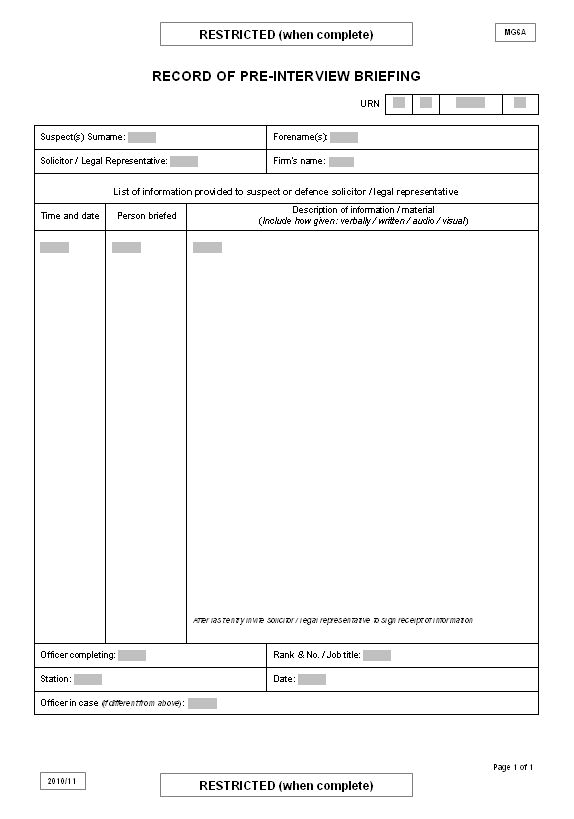 RESTRICTED (when complete)
MG6A
RECORD OF PRE-INTERVIEW BRIEFING
URN
Suspect(s) Surname:
Forename(s):
Solicitor / Legal Representative:
Firm's name:
List of information provided to suspect or defence solicitor / legal representative
Time and date
Person briefed
Description of information / material
(Include how given: verbally / written / audio / visual)
After last entry invite solicitor / legal representative to sign receipt of information
Officer completing:
Rank & No. / Job title:
Station:
Date:
Officer in case (if different from above):
Page 1 of 1
2010/11
RESTRICTED (when complete)